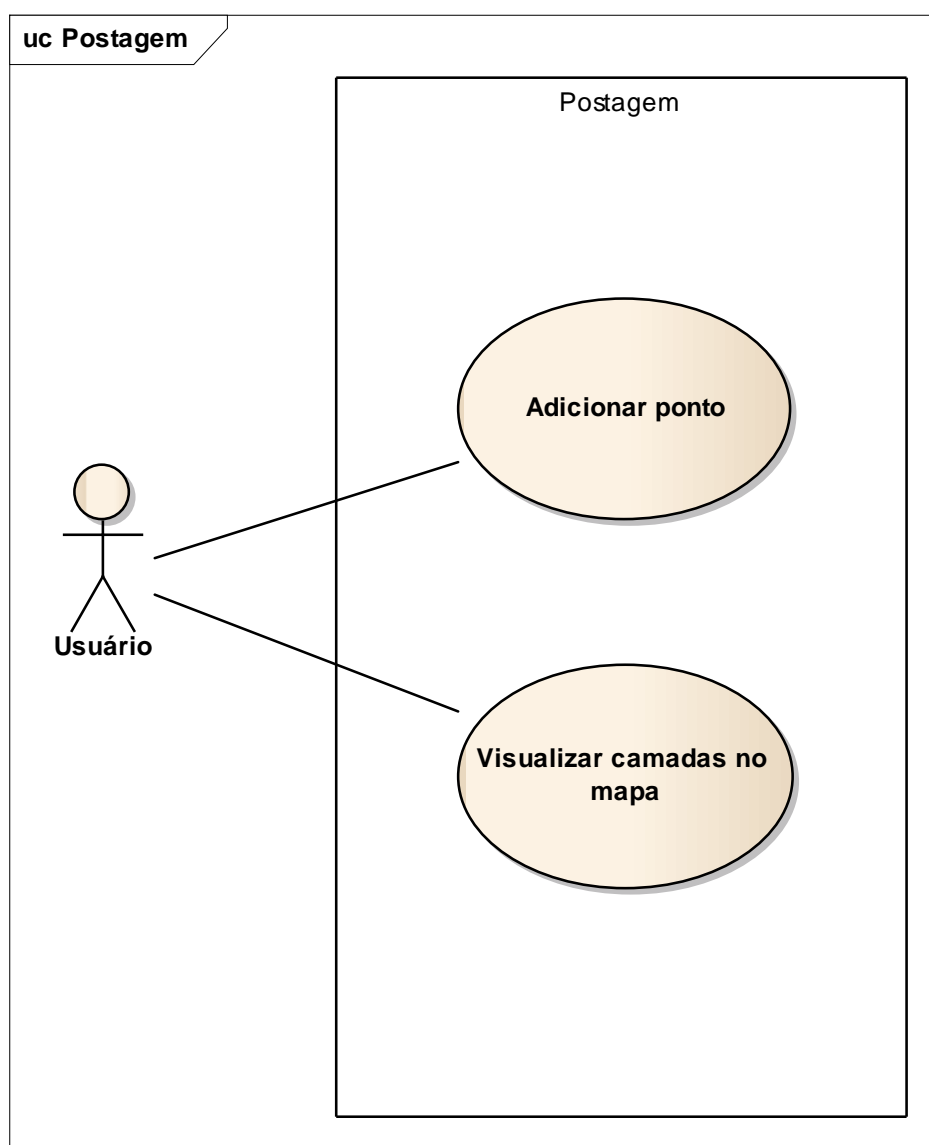 uc Postagem
Postagem
Adicionar ponto
Usuário
Visualizar camadas no
mapa